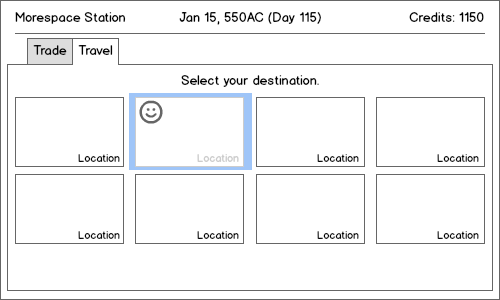 Morespace Station Jan 15, 550AC (Day 115) Credits: 1150
Trade Travel
Select your destination.
Location Location Location Location
Location Location Location Location